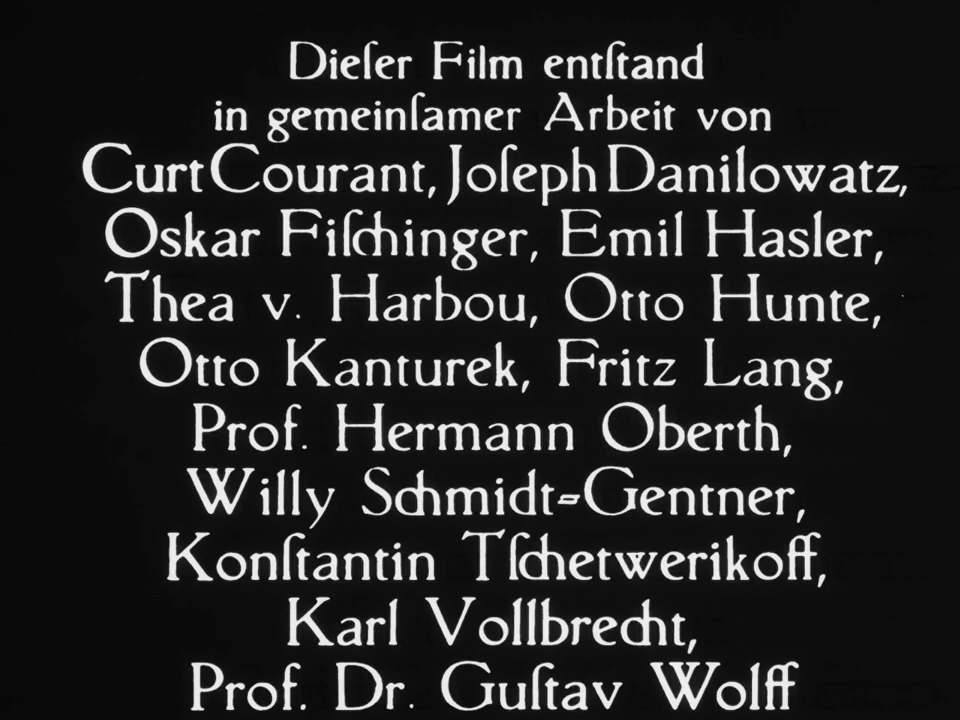 Dieſer Film entſtand
in gemeinſamer Arbeit von
Curt Courant, Joſeph Danilowatz,
Oskar Fiſchinger, Emil Hasler,
Thea v. Harbou, Otto Hunte,
Otto Kanturek, Fritz Lang,
Prof. Hermann Oberth,
Willy Schmidt=Gentner,
Konſtantin Tſchetwerikoff,
Karl Vollbrecht,
Prof. Dr. Guſtav Wolff